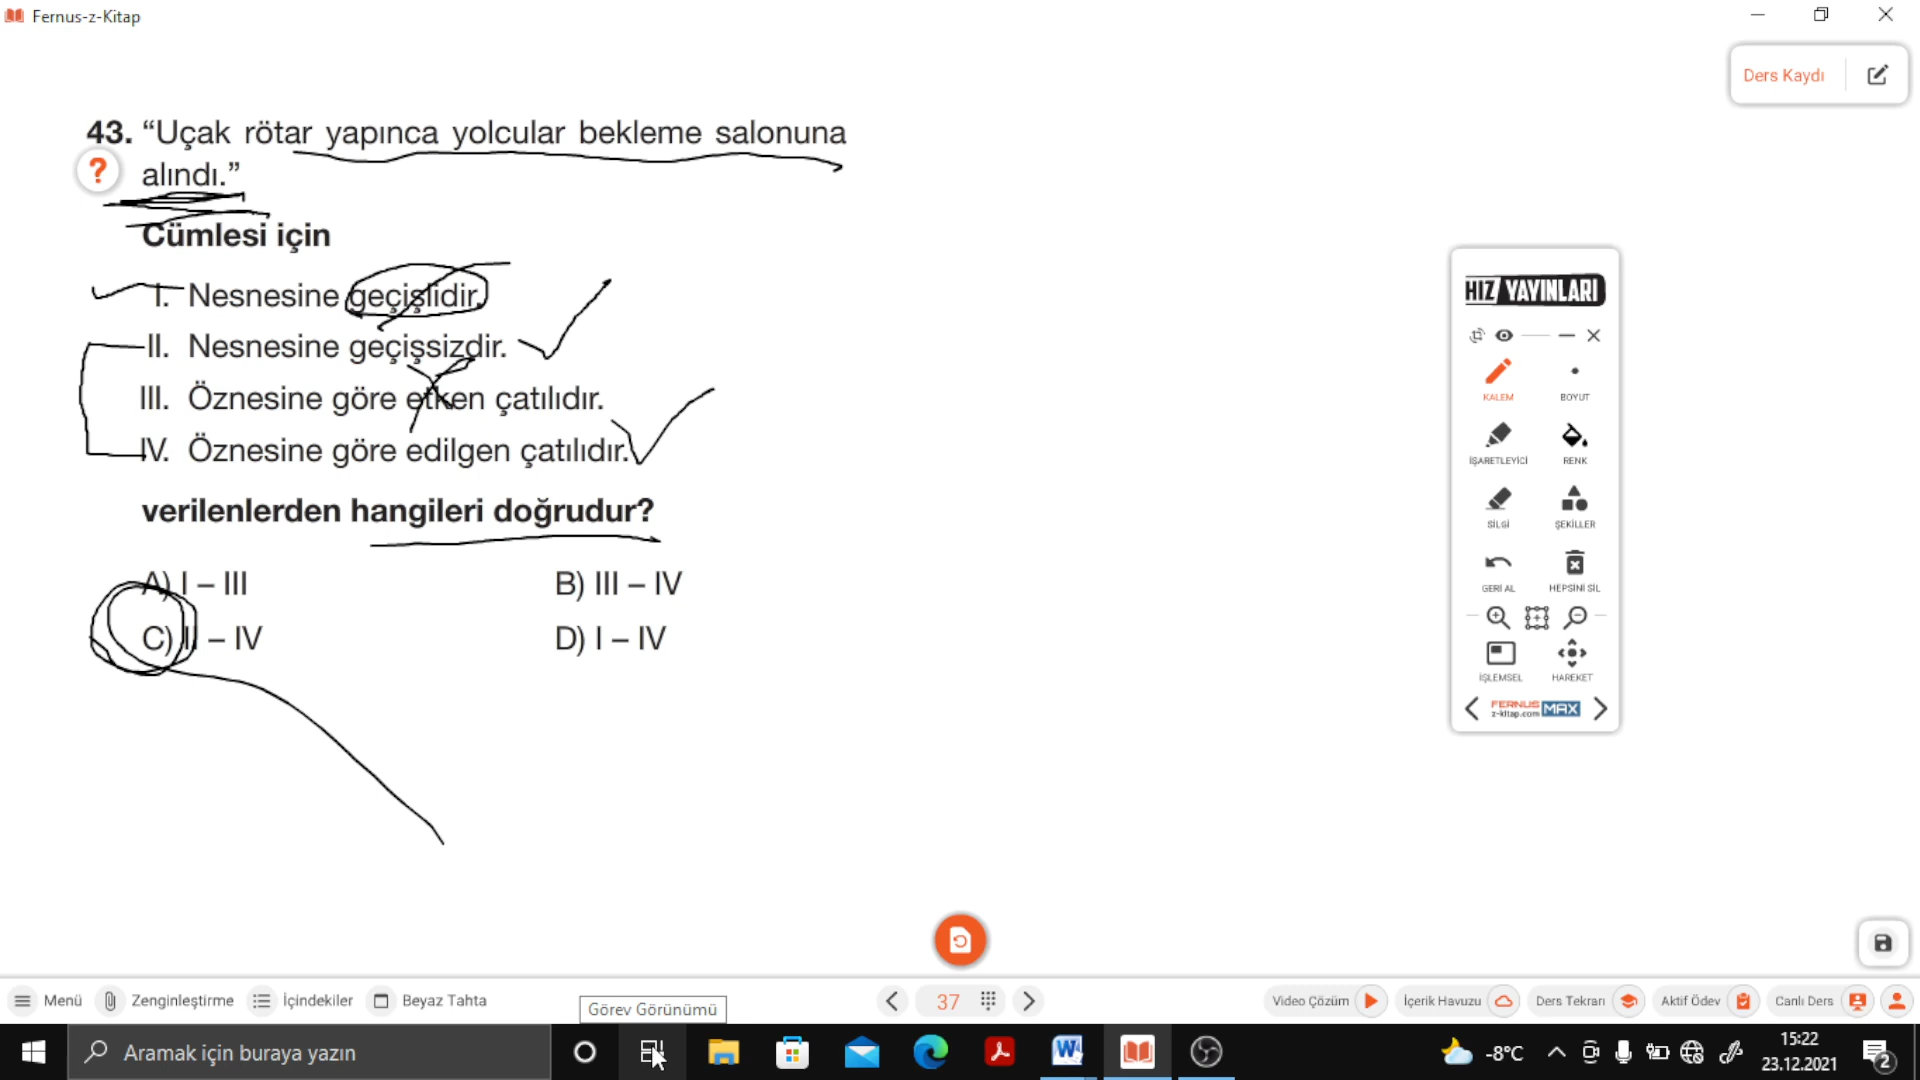 Fernus-z-Kitap
Ders Kaydı
43. “Uçak rötar yapınca yolcular bekleme salonuna
alındı.”
Cümlesi için
I. Nesnesine geçişlidir.
II. Nesnesine geçişsizdir.
III. Öznesine göre etken çatılıdır.
IV. Öznesine göre edilgen çatılıdır.
verilenlerden hangileri doğrudur?
A) I – III
B) III – IV
C) II – IV
D) I – IV
HIZ YAYINLARI
KALEM
BOYUT
İŞARETLEYİCİ
RENK
SİLGİ
ŞEKİLLER
GERİ AL
HEPSİNİ SİL
İŞLEMSEL
HAREKET
FERNUS
z-kitap.com
MAX
Menü
Zenginleştirme
İçindekiler
Beyaz Tahta
Görev Görünümü
37
Video Çözüm
İçerik Havuzu
Ders Tekrarı
Aktif Ödev
Canlı Ders
Aramak için buraya yazın
-8°C
15:22
23.12.2021
2